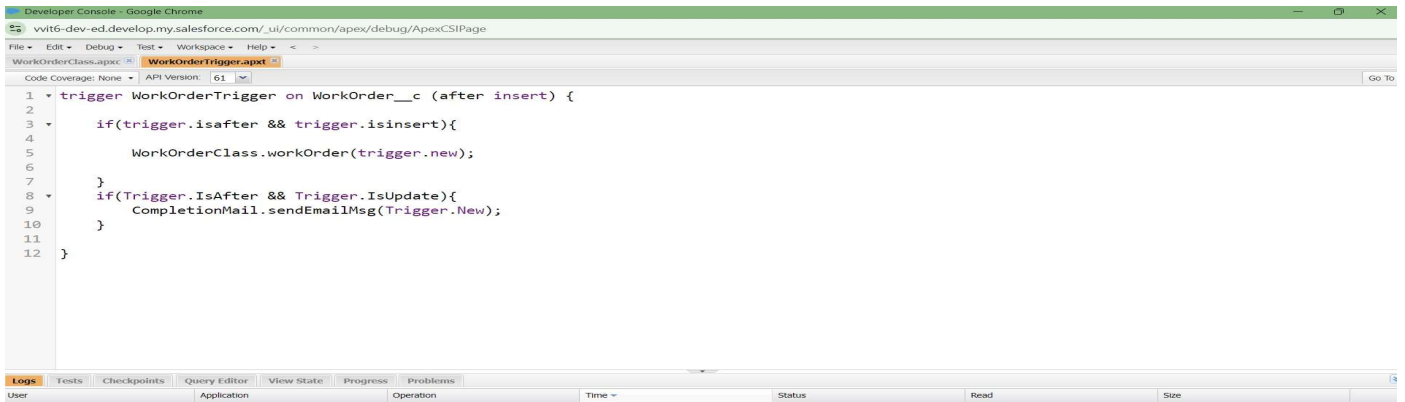 Developer Console - Google Chrome
vvit6-dev-ed.develop.my.salesforce.com/_ui/common/apex/debug/ApexCSIPage
File Edit Debug Test Workspace Help < >
WorkOrderClass.apxc WorkOrderTrigger.apxt
Code Coverage: None API Version: 61 Go To
1 trigger WorkOrderTrigger on WorkOrder__c (after insert) {
2
3 if(trigger.isafter && trigger.isinsert){
4
5 WorkOrderClass.workOrder(trigger.new);
6
7 }
8 if(Trigger.IsAfter && Trigger.IsUpdate){
9 CompletionMail.sendEmailMsg(Trigger.New);
10 }
11
12 }
Logs Tests Checkpoints Query Editor View State Progress Problems
User Application Operation Time Status Read Size